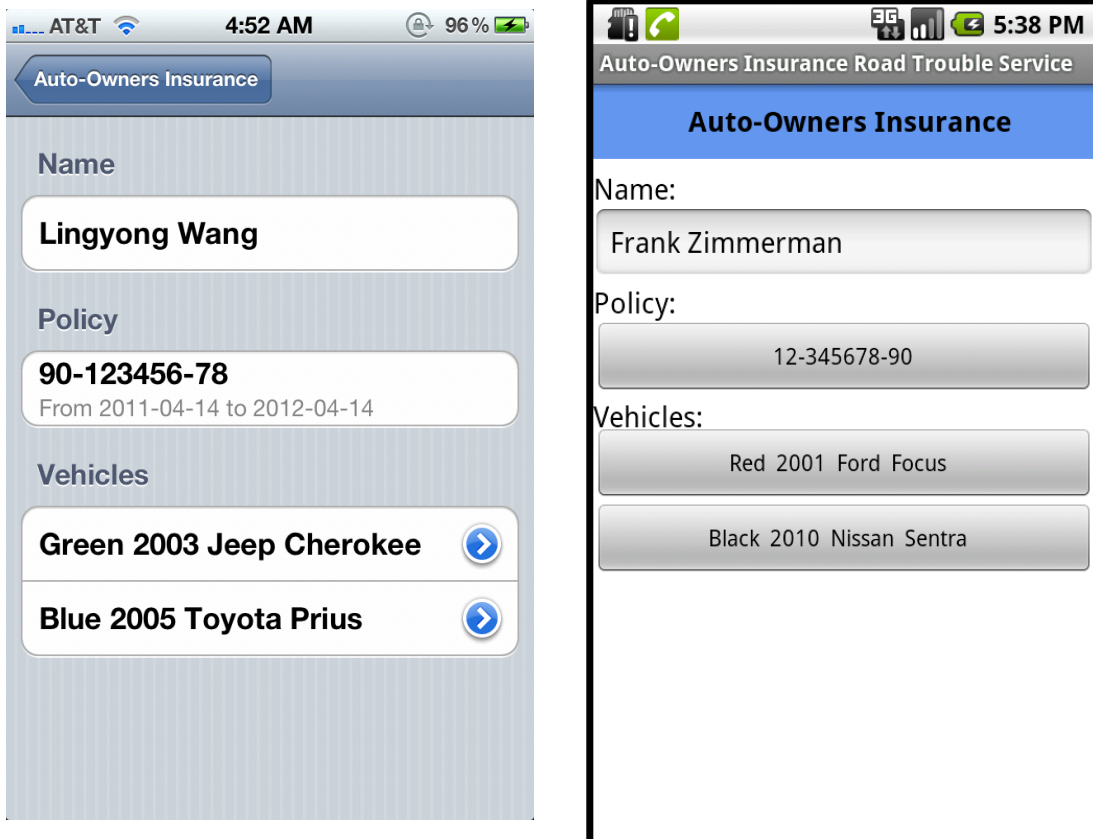 AT&T 4:52 AM 96%
Auto-Owners Insurance
Name
Lingyong Wang
Policy
90-123456-78
From 2011-04-14 to 2012-04-14
Vehicles
Green 2003 Jeep Cherokee
Blue 2005 Toyota Prius
3G 5:38 PM
Auto-Owners Insurance Road Trouble Service
Auto-Owners Insurance
Name:
Frank Zimmerman
Policy:
12-345678-90
Vehicles:
Red 2001 Ford Focus
Black 2010 Nissan Sentra